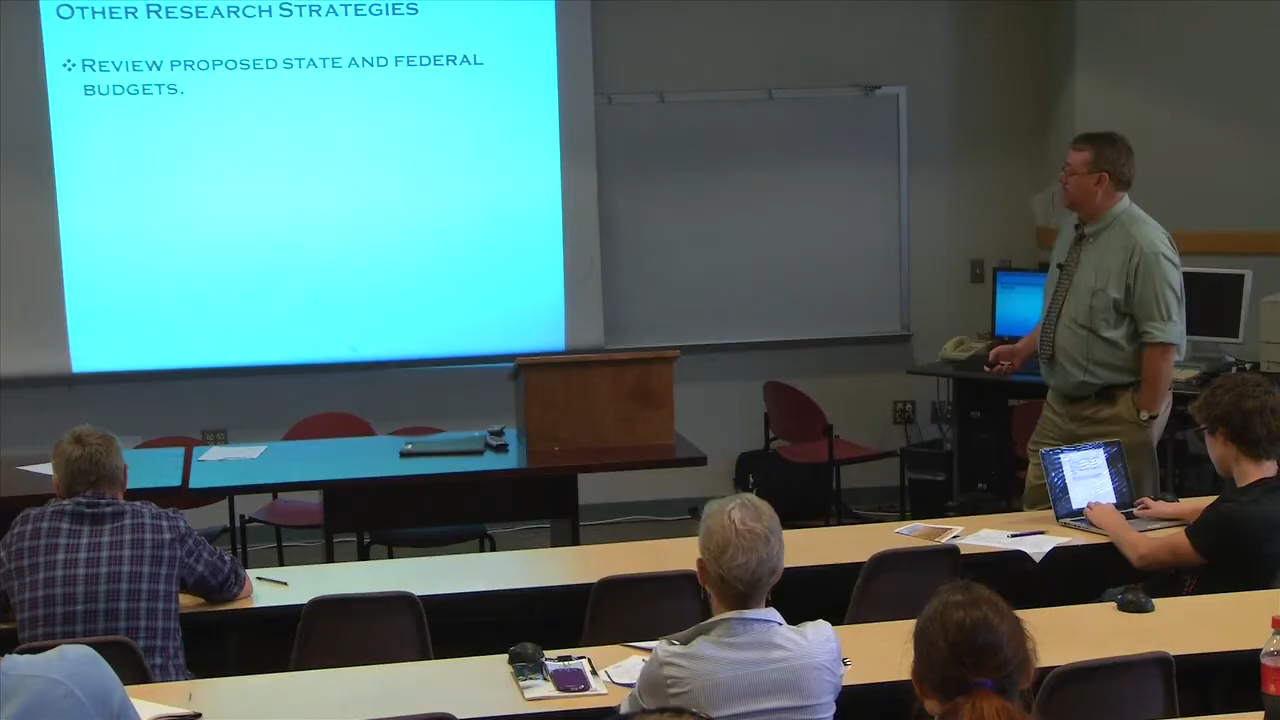 OTHER RESEARCH STRATEGIES
❖ REVIEW PROPOSED STATE AND FEDERAL
BUDGETS.